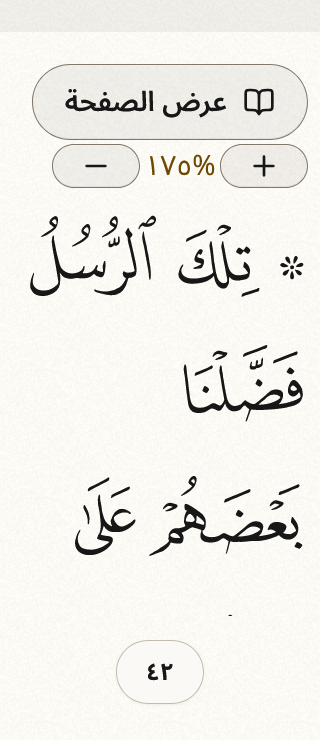 عرض الصفحة
+ ١٧٥% −
۞ تِلۡكَ ٱلرُّسُلُ
فَضَّلۡنَا
بَعۡضَهُمۡ عَلَىٰ
٤٢